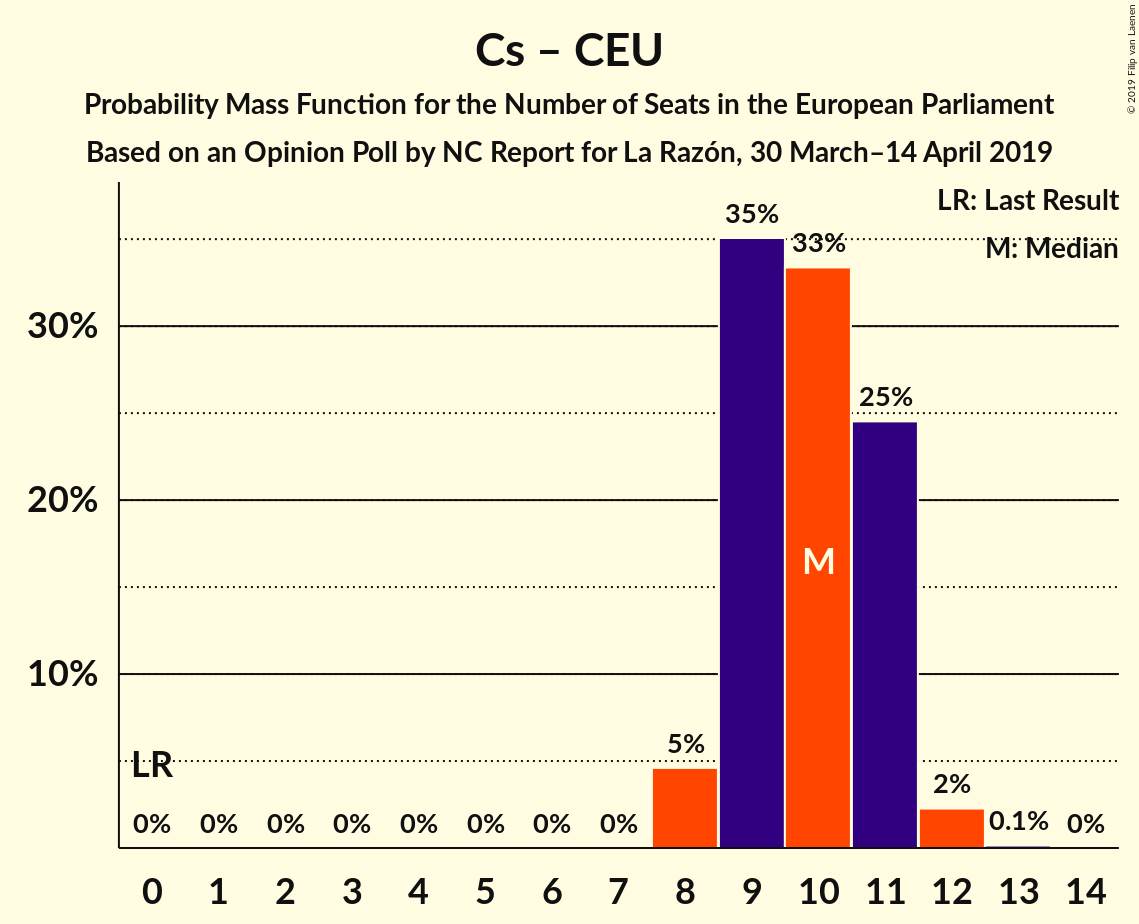 Cs – CEU
Probability Mass Function for the Number of Seats in the European Parliament
Based on an Opinion Poll by NC Report for La Razón, 30 March–14 April 2019
© 2019 Filip van Laenen
LR: Last Result
M: Median
35%
33%
30%
25%
20%
M
10%
LR
5%
2%
0% 0% 0% 0% 0% 0% 0% 0% 0.1% 0%
0 1 2 3 4 5 6 7 8 9 10 11 12 13 14